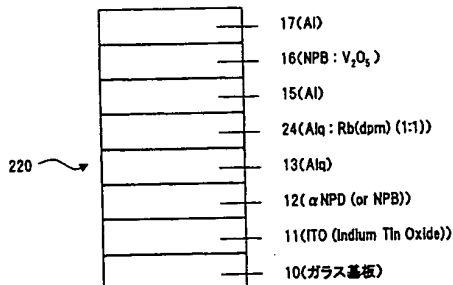 17(Al)
16(NPB : V₂O₅)
15(Al)
24(Alq : Rb(dpm) (1:1))
13(Alq)
220
12(αNPD (or NPB))
11(ITO (Indium Tin Oxide))
10(ガラス基板)